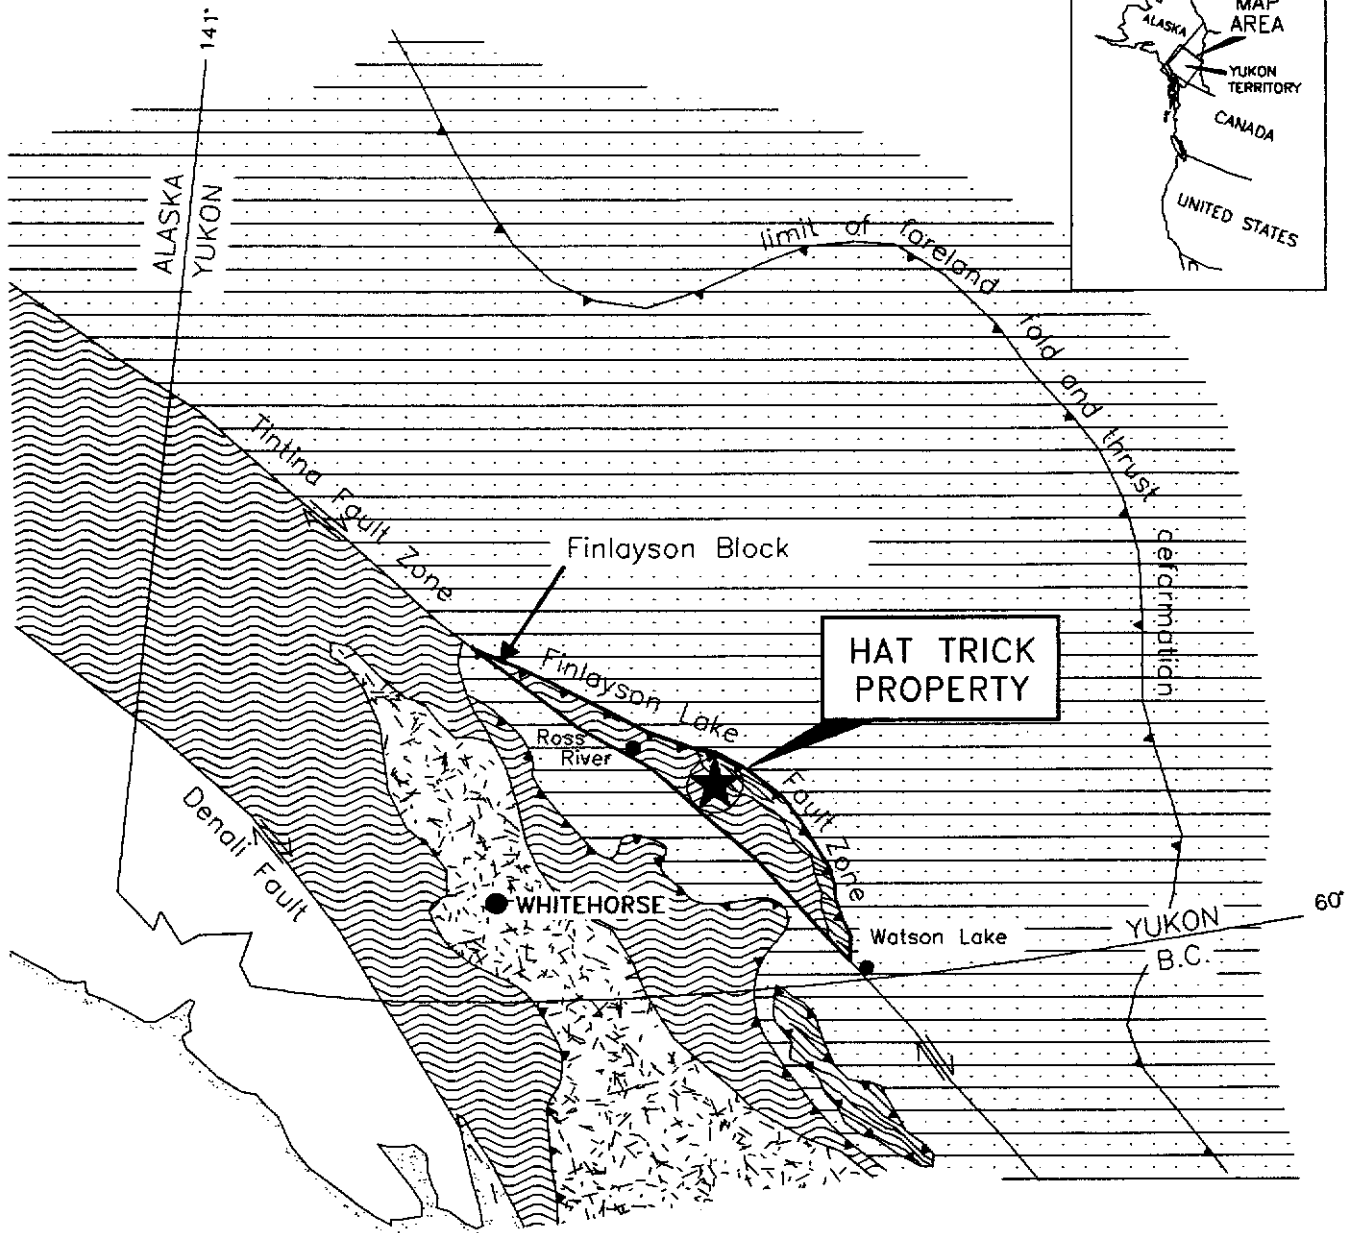 141°
MAP
AREA
ALASKA
YUKON
TERRITORY
CANADA
UNITED STATES
ALASKA
YUKON
limit of foreland fold and thrust deformation
Tintina Fault Zone
Finlayson Block
HAT TRICK
PROPERTY
Finlayson Lake Fault Zone
Ross
River
Denali Fault
WHITEHORSE
Watson Lake
YUKON
B.C.
60°